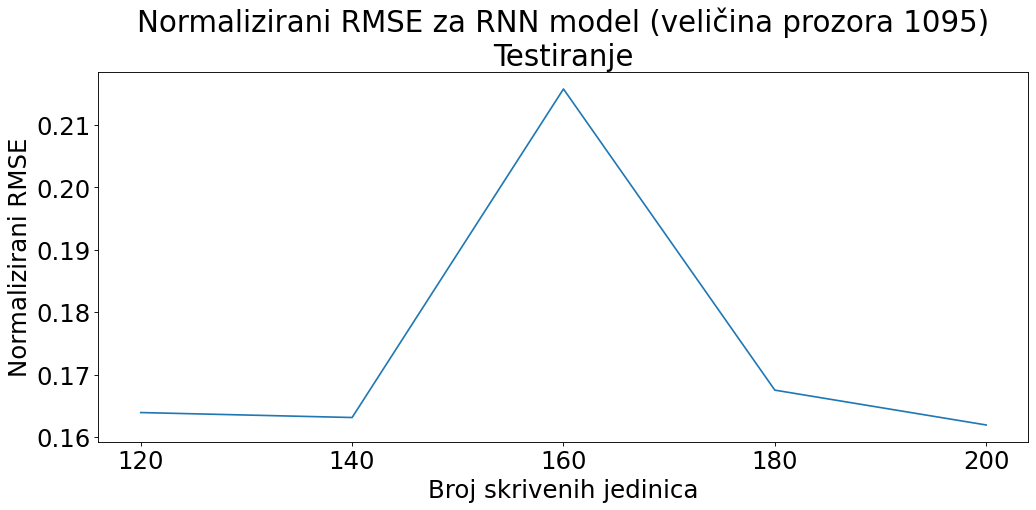 Normalizirani RMSE za RNN model (veličina prozora 1095)
Testiranje
Normalizirani RMSE
0.21
0.20
0.19
0.18
0.17
0.16
120 140 160 180 200
Broj skrivenih jedinica